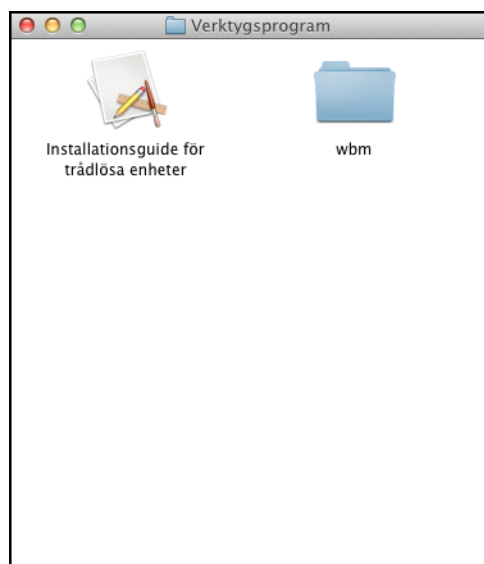 Verktygsprogram
Installationsguide för
trådlösa enheter
wbm